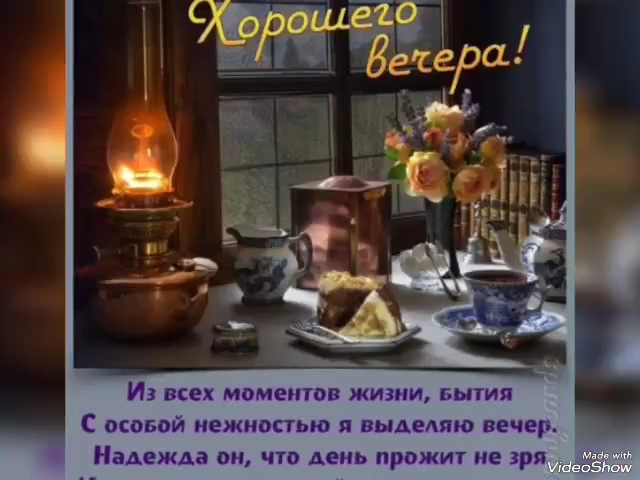 Хорошего
вечера!
Из всех моментов жизни, бытия
С особой нежностью я выделяю вечер.
Надежда он, что день прожит не зря
Made with
VideoShow